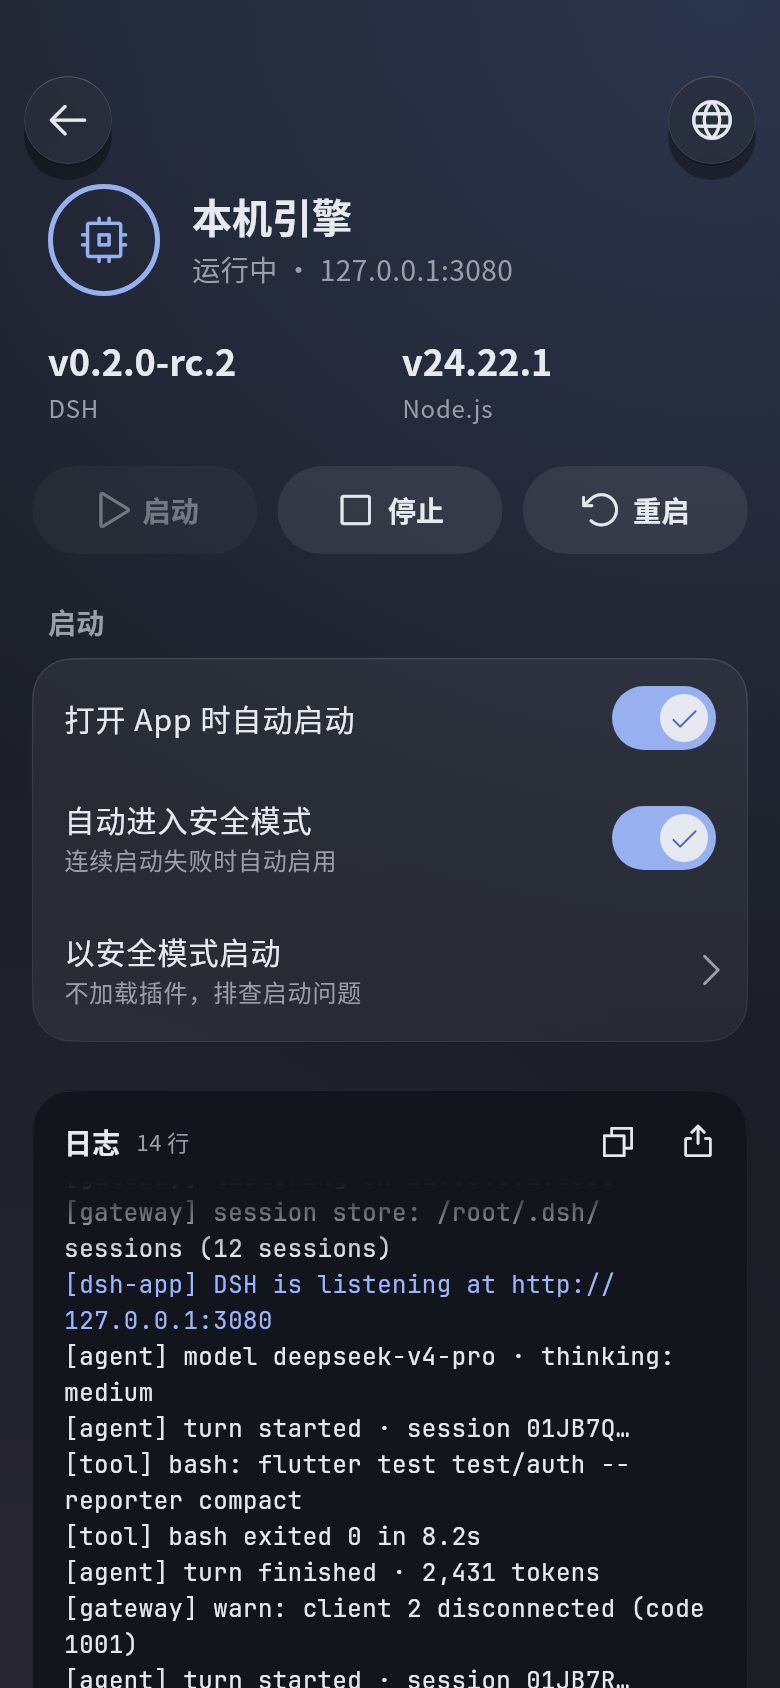 本机引擎
运行中 · 127.0.0.1:3080
v0.2.0-rc.2
DSH
v24.22.1
Node.js
启动
停止
重启
启动
打开 App 时自动启动
自动进入安全模式
连续启动失败时自动启用
以安全模式启动
不加载插件，排查启动问题
日志 14 行
[gateway] session store: /root/.dsh/
sessions (12 sessions)
[dsh-app] DSH is listening at http://
127.0.0.1:3080
[agent] model deepseek-v4-pro · thinking:
medium
[agent] turn started · session 01JB7Q…
[tool] bash: flutter test test/auth --
reporter compact
[tool] bash exited 0 in 8.2s
[agent] turn finished · 2,431 tokens
[gateway] warn: client 2 disconnected (code
1001)
[agent] turn started · session 01JB7R…